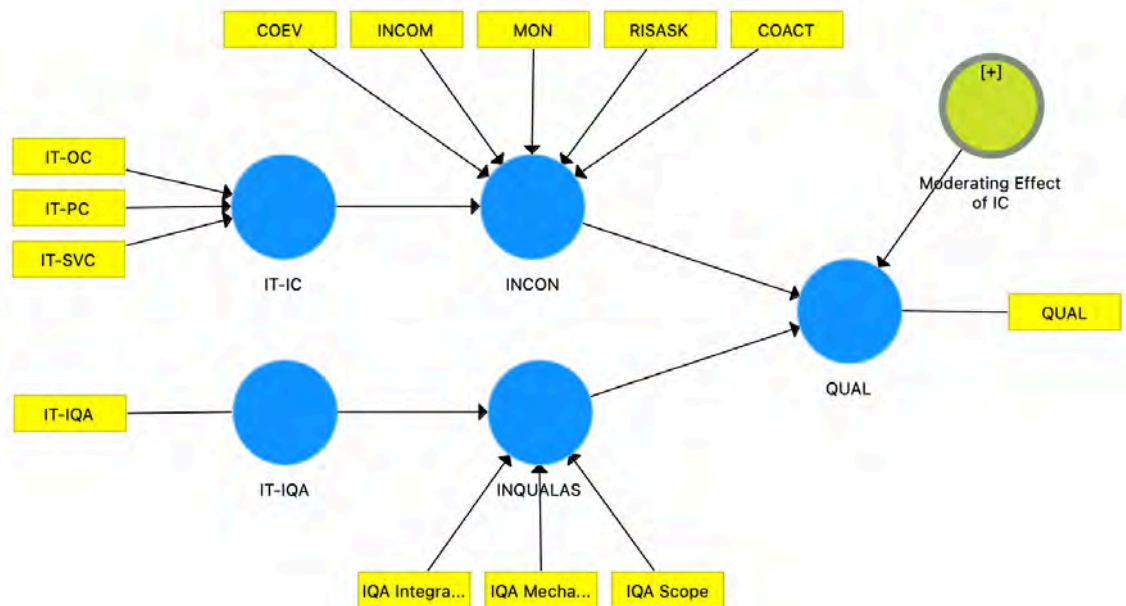 COEV
INCOM
MON
RISASK
COACT
[+]
Moderating Effect
of IC
IT-OC
IT-PC
IT-SVC
IT-IC
INCON
QUAL
QUAL
IT-IQA
IT-IQA
INQUALAS
IQA Integra...
IQA Mecha...
IQA Scope